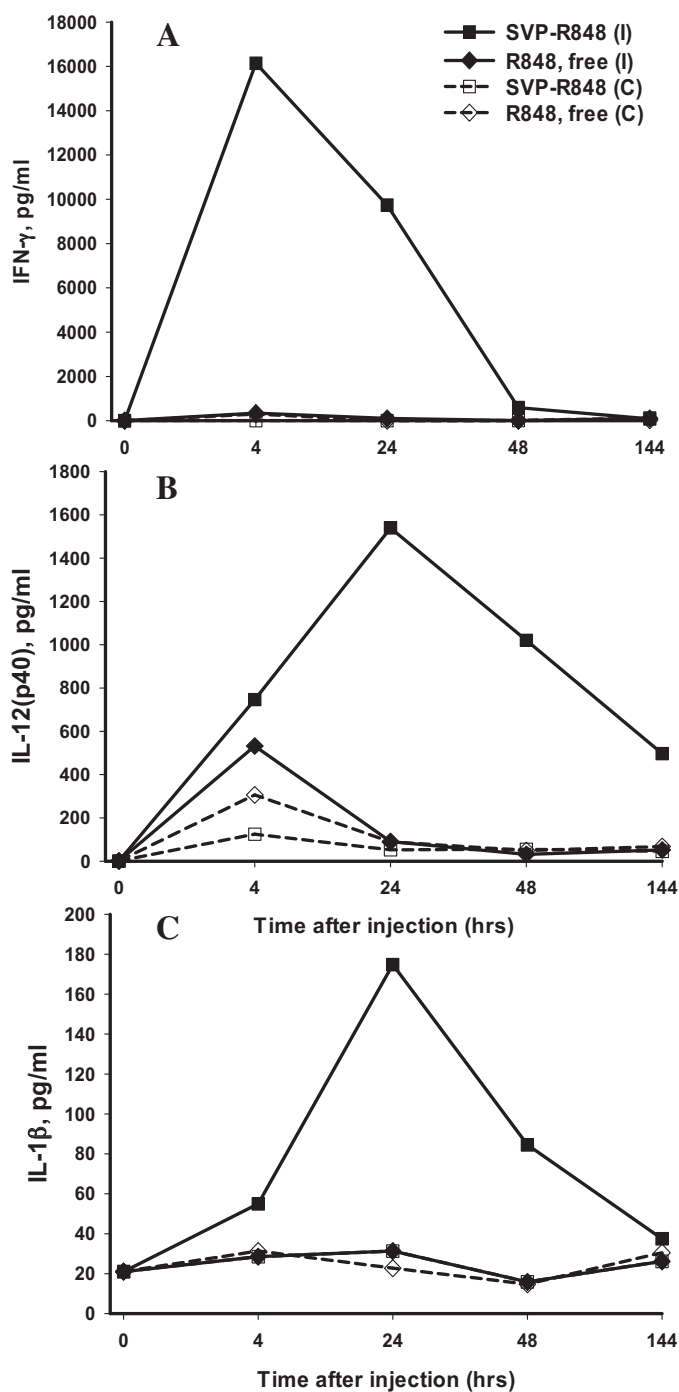 A
SVP-R848 (I)
R848, free (I)
SVP-R848 (C)
R848, free (C)
18000
16000
14000
12000
10000
8000
6000
4000
2000
0
IFN-γ, pg/ml
0 4 24 48 144
B
1800
1600
1400
1200
1000
800
600
400
200
0
IL-12(p40), pg/ml
0 4 24 48 144
Time after injection (hrs)
C
200
180
160
140
120
100
80
60
40
20
0
IL-1β, pg/ml
0 4 24 48 144
Time after injection (hrs)